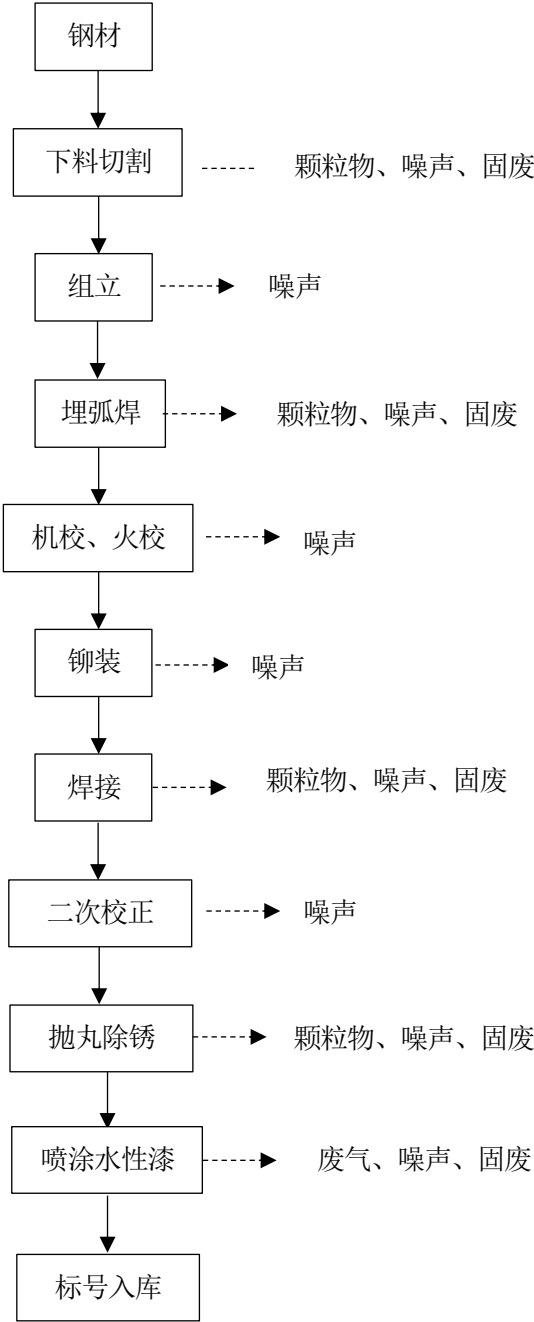 钢材
下料切割
颗粒物、噪声、固废
组立
噪声
埋弧焊
颗粒物、噪声、固废
机校、火校
噪声
铆装
噪声
焊接
颗粒物、噪声、固废
二次校正
噪声
抛丸除锈
颗粒物、噪声、固废
喷涂水性漆
废气、噪声、固废
标号入库